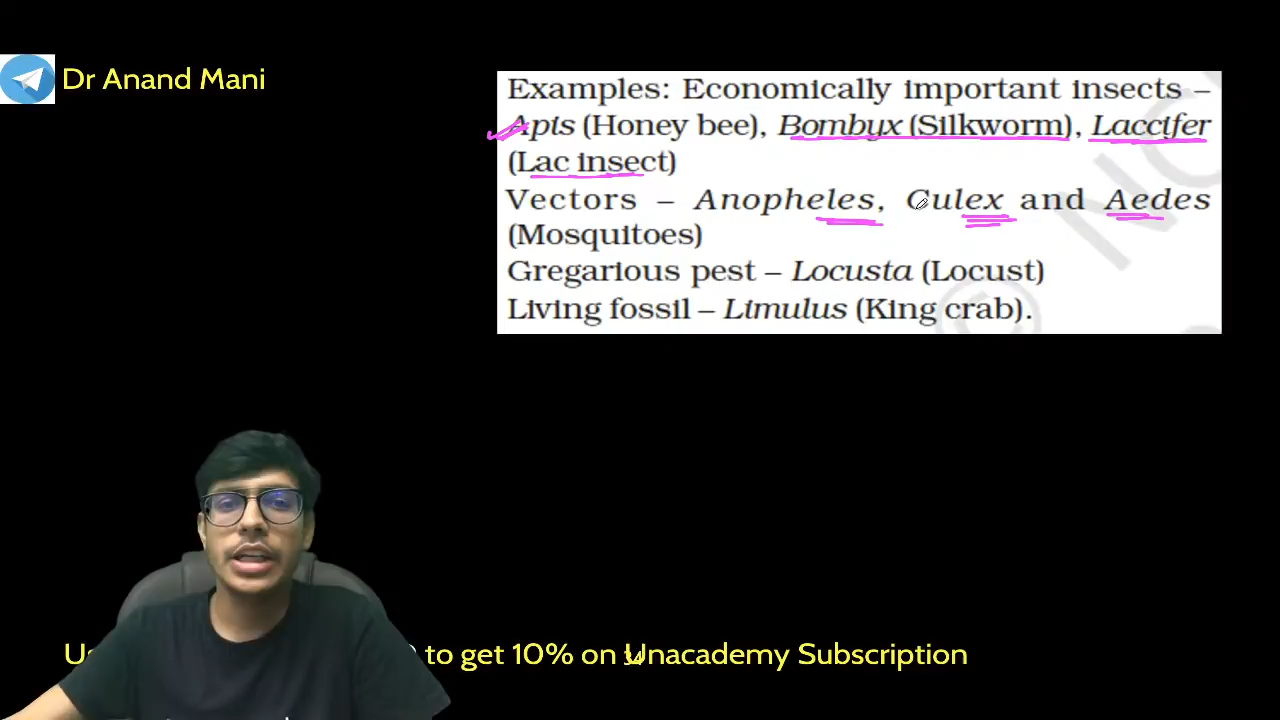 Dr Anand Mani
Examples: Economically important insects –
Apis (Honey bee), Bombyx (Silkworm), Laccifer
(Lac insect)
Vectors – Anopheles, Culex and Aedes
(Mosquitoes)
Gregarious pest – Locusta (Locust)
Living fossil – Limulus (King crab).
to get 10% on Unacademy Subscription
34